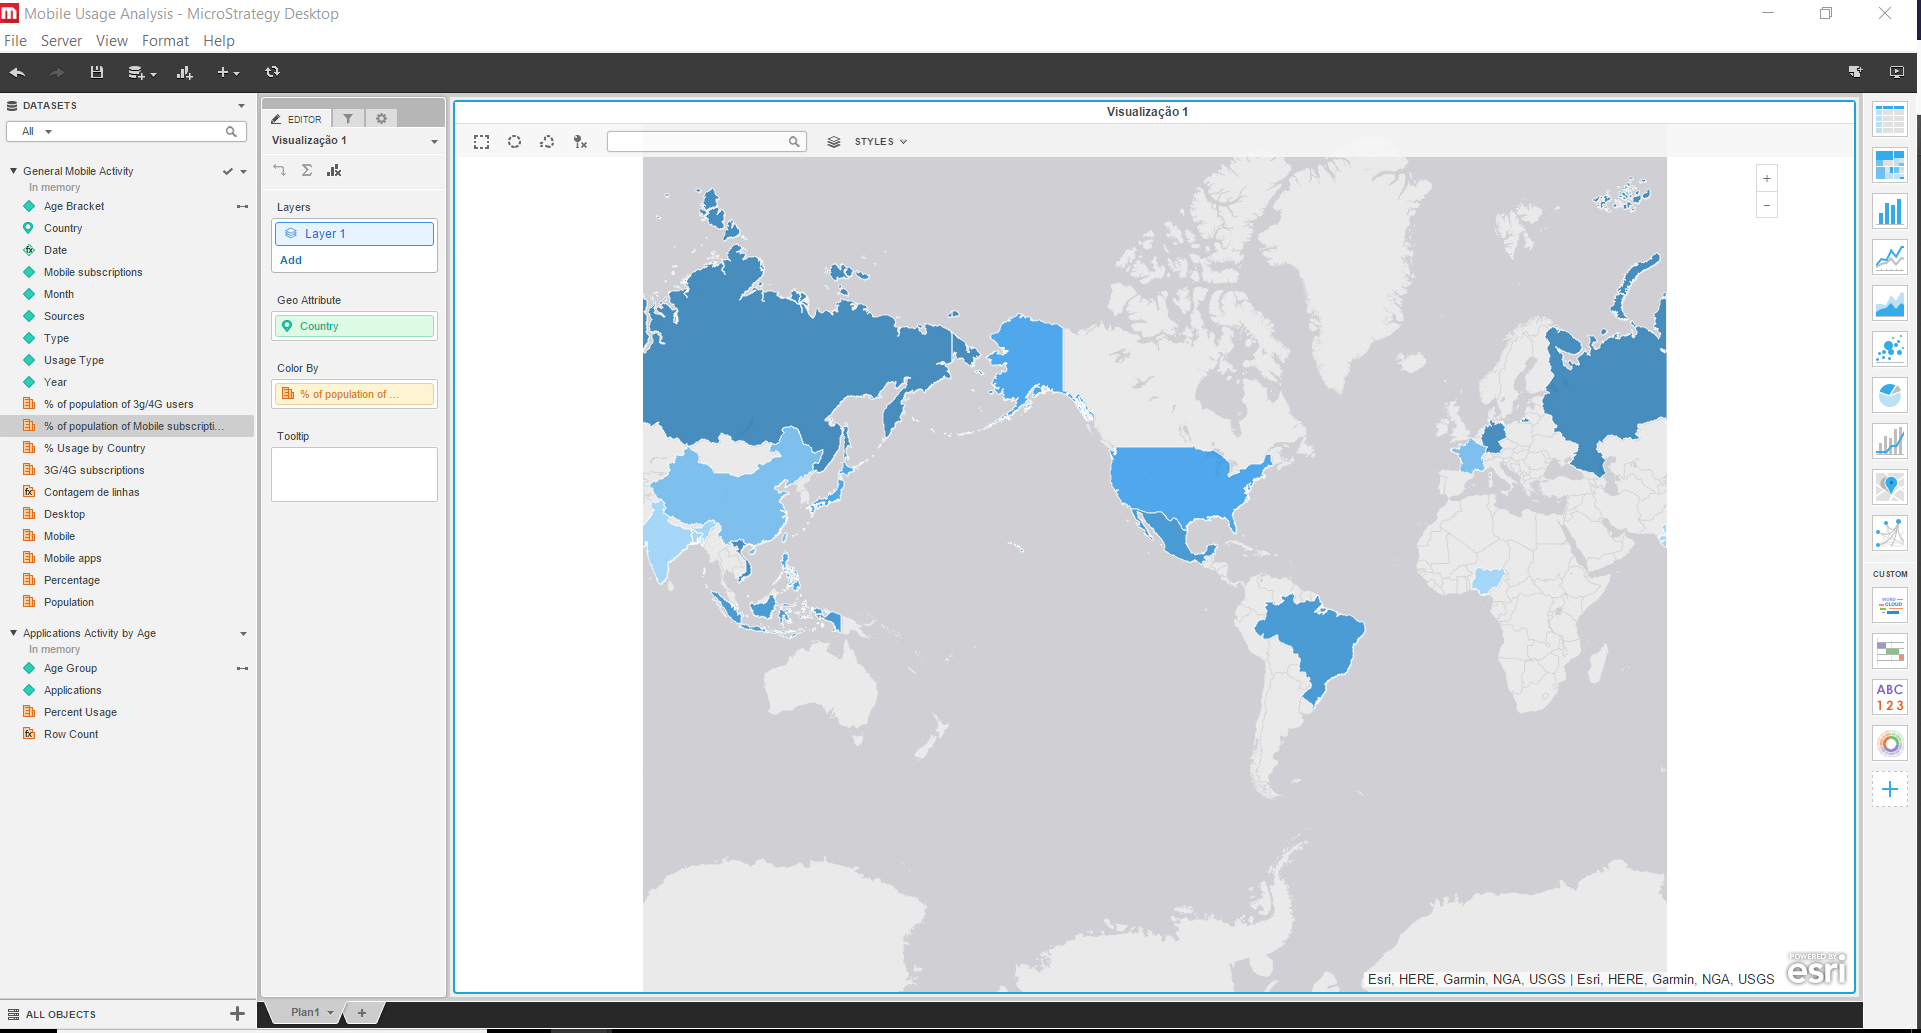 Mobile Usage Analysis - MicroStrategy Desktop
File Server View Format Help
DATASETS
All
General Mobile Activity
In memory
Age Bracket
Country
Date
Mobile subscriptions
Month
Sources
Type
Usage Type
Year
% of population of 3g/4G users
% of population of Mobile subscripti...
% Usage by Country
3G/4G subscriptions
Contagem de linhas
Desktop
Mobile
Mobile apps
Percentage
Population
Applications Activity by Age
In memory
Age Group
Applications
Percent Usage
Row Count
ALL OBJECTS
EDITOR
Visualização 1
Layers
Layer 1
Add
Geo Attribute
Country
Color By
% of population of ...
Tooltip
Visualização 1
STYLES
Esri, HERE, Garmin, NGA, USGS | Esri, HERE, Garmin, NGA, USGS
POWERED BY
esri
Plan1
CUSTOM
WORD
CLOUD
ABC
123